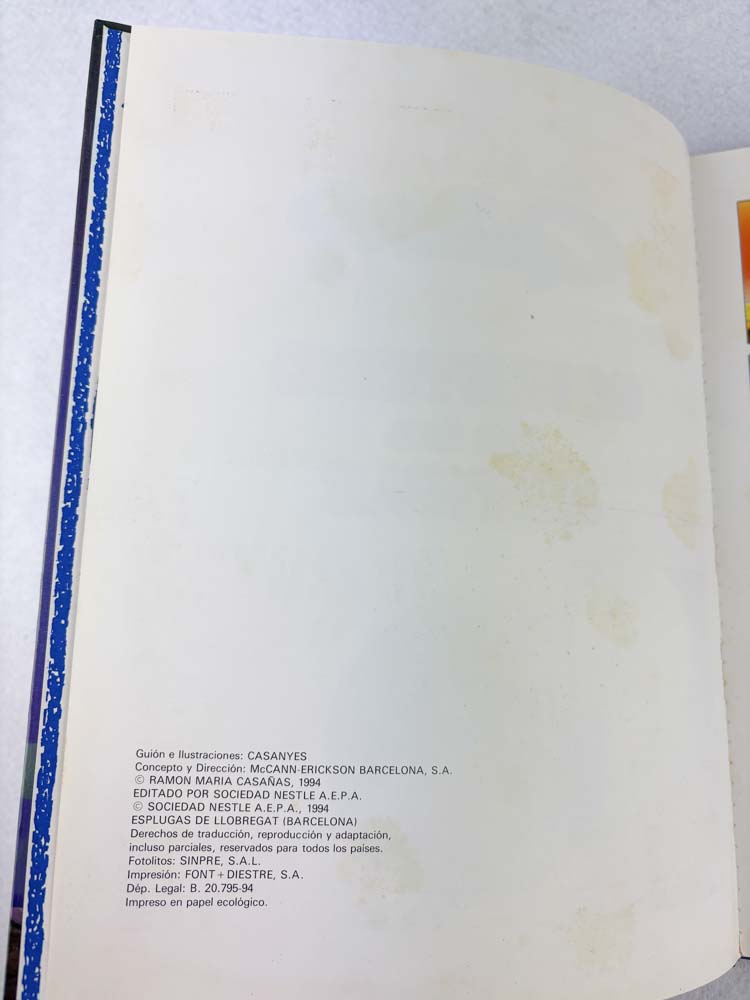 Guión e Ilustraciones: CASANYES
Concepto y Dirección: McCANN-ERICKSON BARCELONA, S.A.
© RAMON MARIA CASAÑAS, 1994
EDITADO POR SOCIEDAD NESTLE A.E.P.A.
© SOCIEDAD NESTLE A.E.P.A., 1994
ESPLUGAS DE LLOBREGAT (BARCELONA)
Derechos de traducción, reproducción y adaptación,
incluso parciales, reservados para todos los países.
Fotolitos: SINPRE, S.A.L.
Impresión: FONT + DIESTRE, S.A.
Dép. Legal: B. 20.795-94
Impreso en papel ecológico.